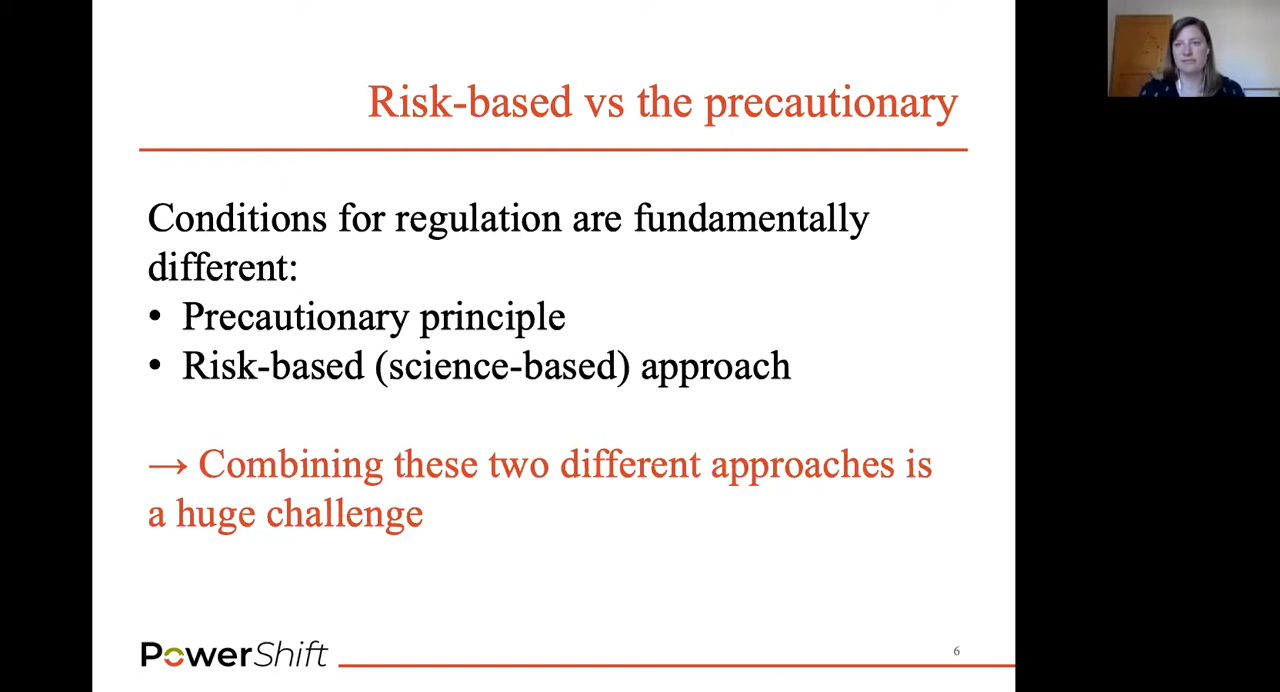 Risk-based vs the precautionary
Conditions for regulation are fundamentally
different:
• Precautionary principle
• Risk-based (science-based) approach
→ Combining these two different approaches is
a huge challenge
PowerShift
6